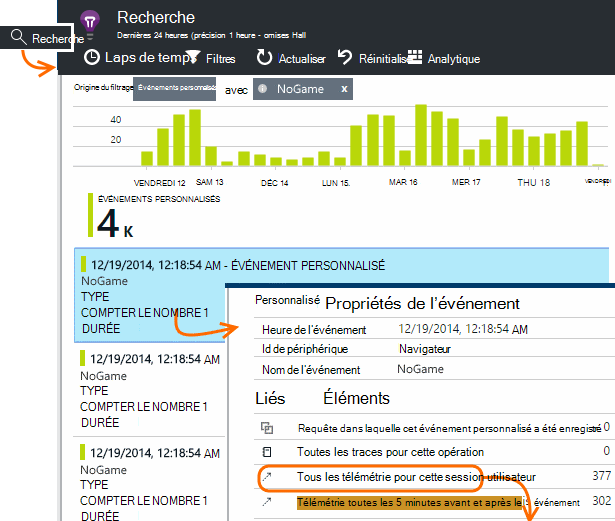 Recherche
Dernières 24 heures (précision 1 heure - omises Hall
Recherche
Laps de temps
Filtres
Actualiser
Réinitialise
Analytique
Origine du filtrage
Événements personnalisés
avec
NoGame x
40
20
VENDREDI 12 SAM 13 DÉC 14 LUN 15. MAR 16 MER 17 THU 18 VENDREDI
ÉVÉNEMENTS PERSONNALISÉS
4 K
12/19/2014, 12:18:54 AM - ÉVÉNEMENT PERSONNALISÉ
NoGame
TYPE
COMPTER LE NOMBRE 1
DURÉE
12/19/2014, 12:18:54 AM
NoGame
TYPE
COMPTER LE NOMBRE 1
DURÉE
12/19/2014, 12:18:54 AM
NoGame
TYPE
COMPTER LE NOMBRE 1
DURÉE
Personnalisé Propriétés de l'événement
Heure de l'événement 12/19/2014, 12:18:54 AM
Id de périphérique Navigateur
Nom de l'événement NoGame
Liés Éléments
Requête dans laquelle cet événement personnalisé a été enregistré 0
Toutes les traces pour cette opération 0
Tous les télémétrie pour cette session utilisateur 377
Télémétrie toutes les 5 minutes avant et après le événement 302